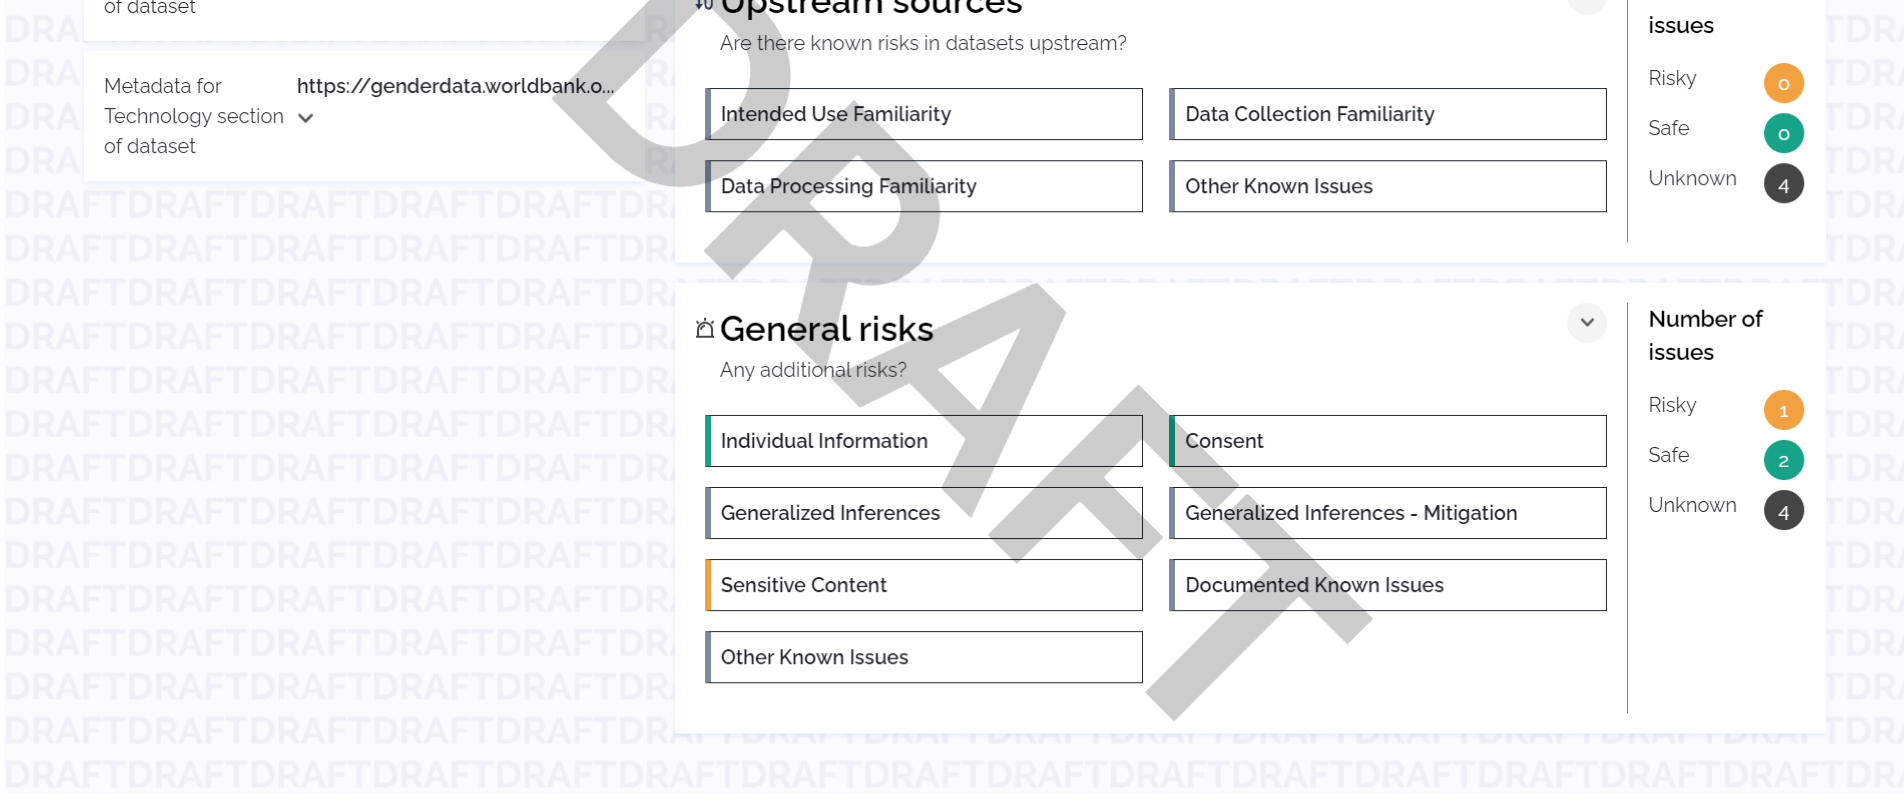 of dataset
Metadata for
Technology section
of dataset
https://genderdata.worldbank.o...
Upstream sources
Are there known risks in datasets upstream?
Intended Use Familiarity
Data Collection Familiarity
Data Processing Familiarity
Other Known Issues
issues
Risky 0
Safe 0
Unknown 4
General risks
Any additional risks?
Individual Information
Consent
Generalized Inferences
Generalized Inferences - Mitigation
Sensitive Content
Documented Known Issues
Other Known Issues
Number of
issues
Risky 1
Safe 2
Unknown 4
DRAFT